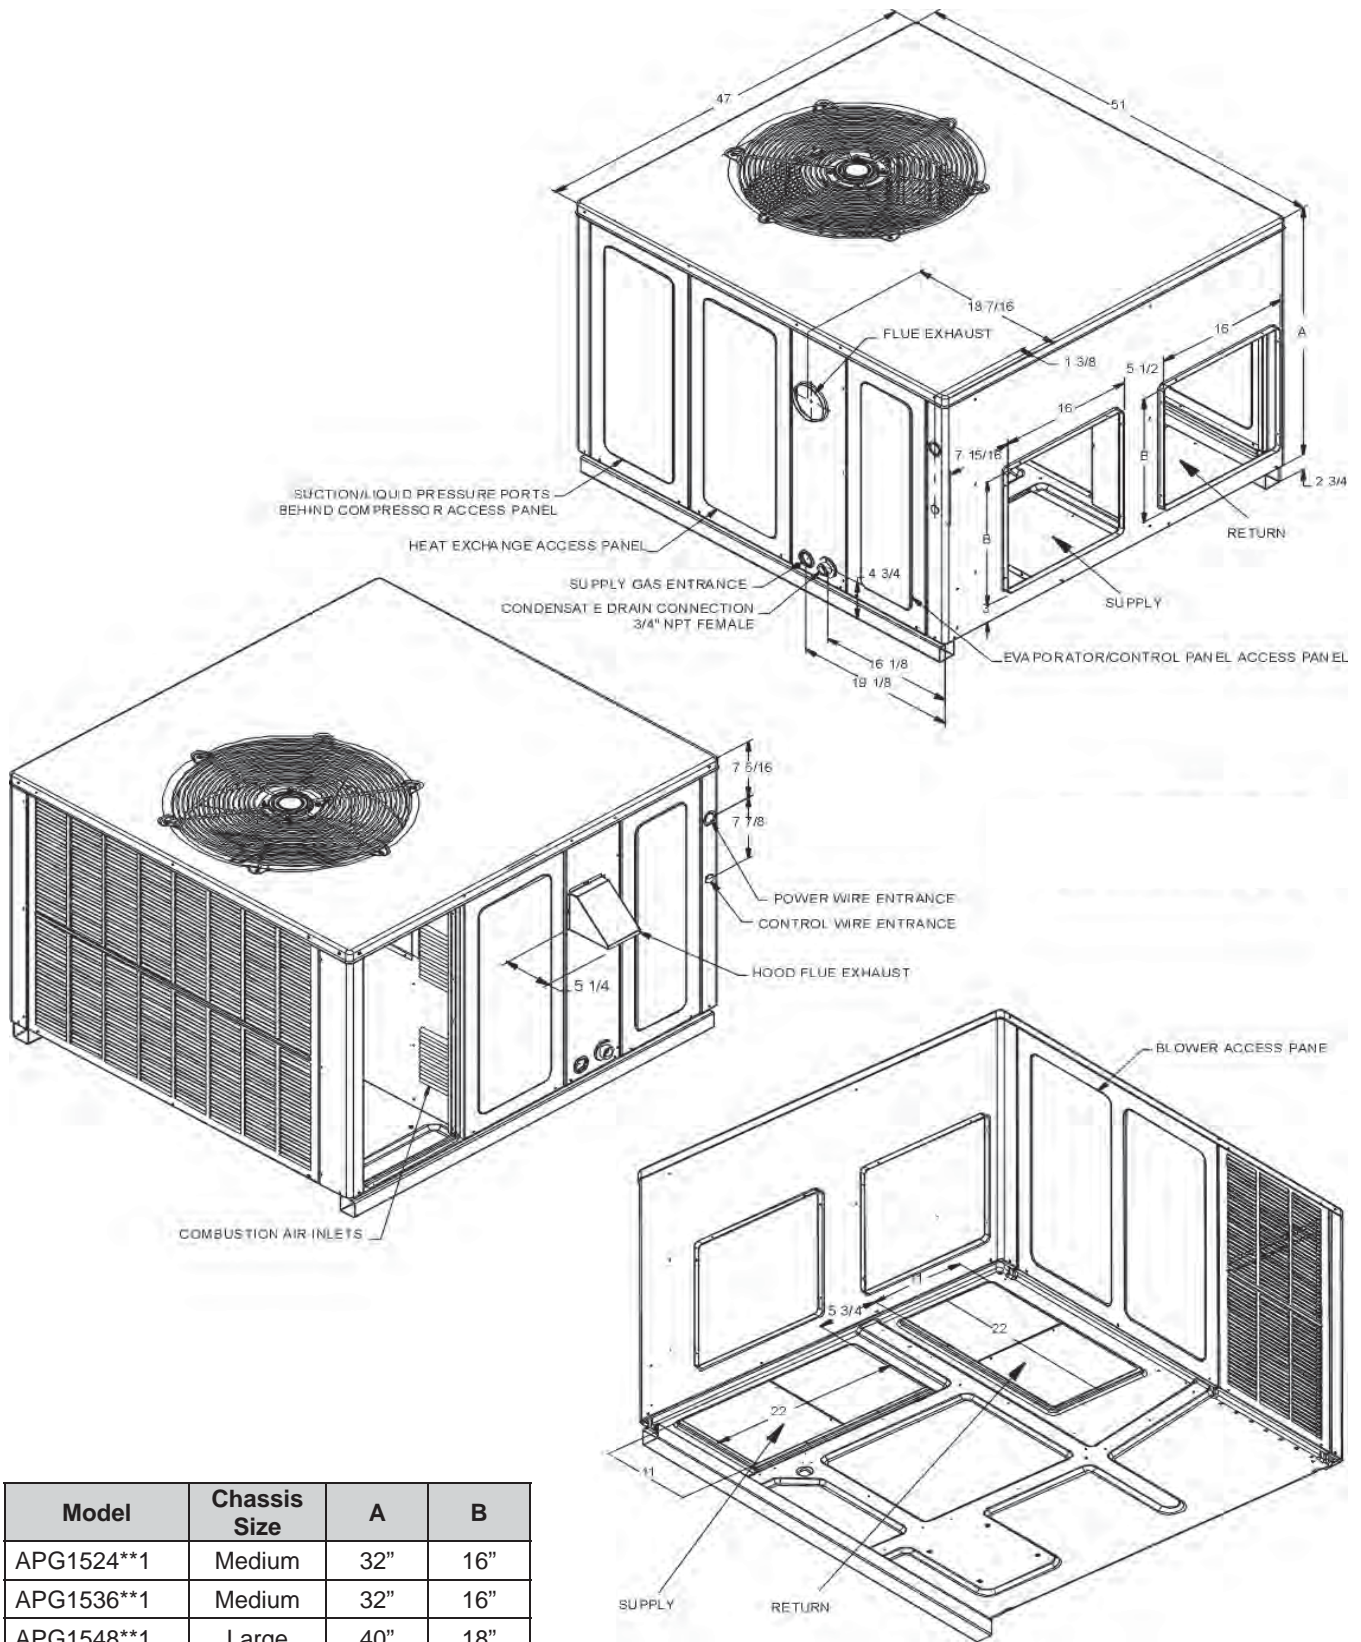 47
51
18 7/16
FLUE EXHAUST
1 3/8
16
A
5 1/2
16
7 15/16
B
2 3/4
SUCTION/LIQUID PRESSURE PORTS
BEHIND COMPRESSOR ACCESS PANEL
RETURN
HEAT EXCHANGE ACCESS PANEL
B
SUPPLY GAS ENTRANCE
4 3/4
CONDENSATE DRAIN CONNECTION
3/4" NPT FEMALE
3
SUPPLY
EVAPORATOR/CONTROL PANEL ACCESS PANEL
16 1/8
19 1/8
7 5/16
7 7/8
POWER WIRE ENTRANCE
CONTROL WIRE ENTRANCE
HOOD FLUE EXHAUST
5 1/4
COMBUSTION AIR INLETS
BLOWER ACCESS PANE
11
5 3/4
22
22
11
SUPPLY
RETURN
Model Chassis Size A B
APG1524**1 Medium 32” 16”
APG1536**1 Medium 32” 16”
APG1548**1 Large 40” 18”